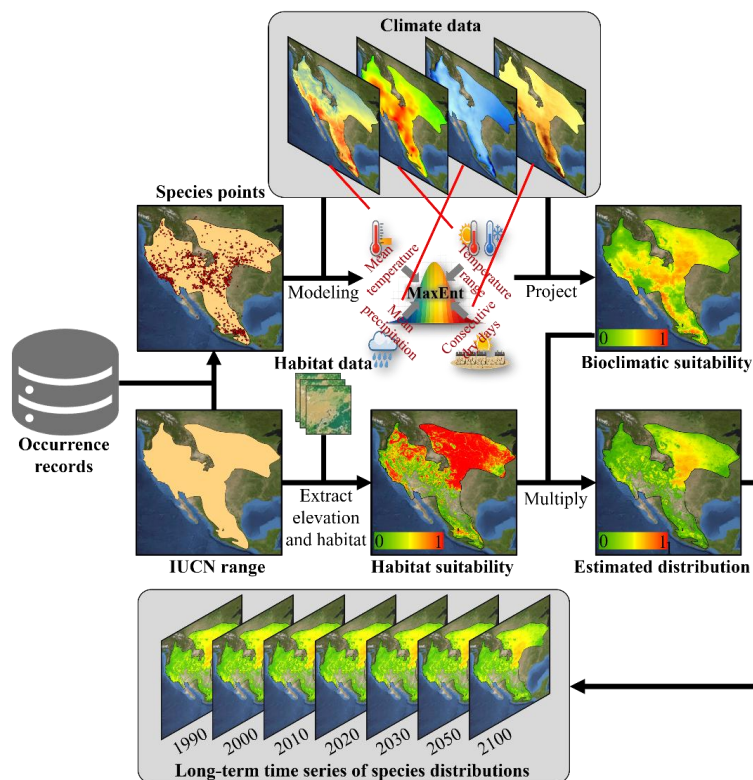 Climate data
Species points
Mean
temperature
Temperature
range
MaxEnt
Modeling
Project
Mean
precipitation
Consecutive
dry days
0 1
Bioclimatic suitability
Habitat data
Occurrence
records
Extract
elevation
and habitat
Multiply
0 1
0 1
IUCN range
Habitat suitability
Estimated distribution
1990
2000
2010
2020
2030
2050
2100
Long-term time series of species distributions